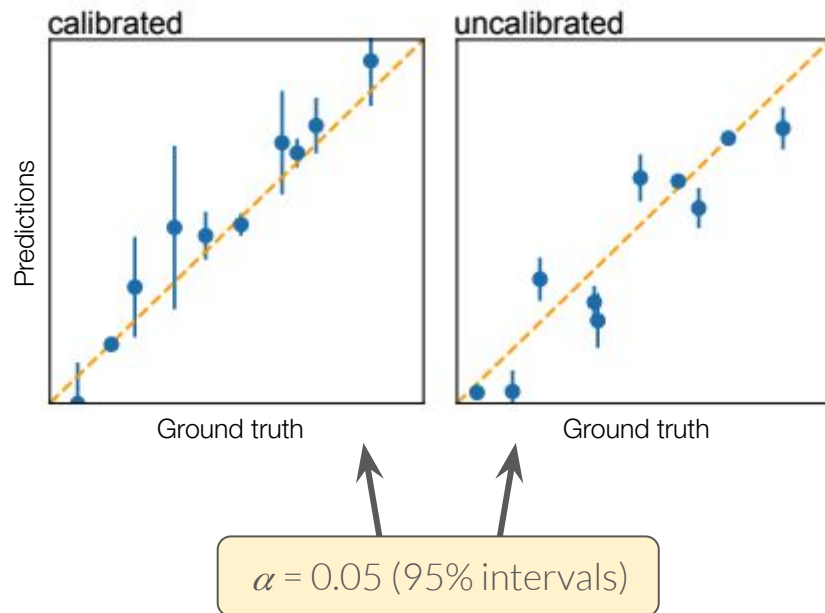 calibrated
uncalibrated
Predictions
Ground truth
Ground truth
α = 0.05 (95% intervals)